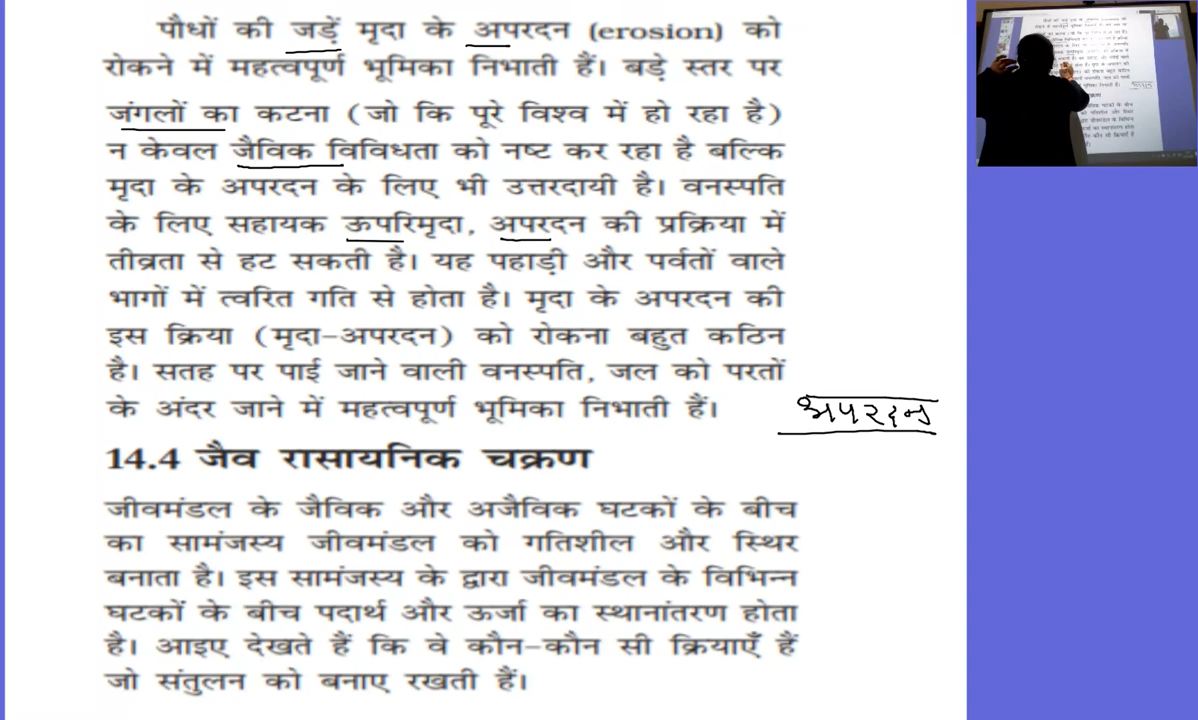 पौधों की जड़ें मृदा के अपरदन (erosion) को
रोकने में महत्वपूर्ण भूमिका निभाती हैं। बड़े स्तर पर
जंगलों का कटना (जो कि पूरे विश्व में हो रहा है)
न केवल जैविक विविधता को नष्ट कर रहा है बल्कि
मृदा के अपरदन के लिए भी उत्तरदायी है। वनस्पति
के लिए सहायक ऊपरिमृदा, अपरदन की प्रक्रिया में
तीव्रता से हट सकती है। यह पहाड़ी और पर्वतों वाले
भागों में त्वरित गति से होता है। मृदा के अपरदन की
इस क्रिया (मृदा-अपरदन) को रोकना बहुत कठिन
है। सतह पर पाई जाने वाली वनस्पति, जल को परतों
के अंदर जाने में महत्वपूर्ण भूमिका निभाती हैं।
अपरदन
14.4 जैव रासायनिक चक्रण
जीवमंडल के जैविक और अजैविक घटकों के बीच
का सामंजस्य जीवमंडल को गतिशील और स्थिर
बनाता है। इस सामंजस्य के द्वारा जीवमंडल के विभिन्न
घटकों के बीच पदार्थ और ऊर्जा का स्थानांतरण होता
है। आइए देखते हैं कि वे कौन-कौन सी क्रियाएँ हैं
जो संतुलन को बनाए रखती हैं।